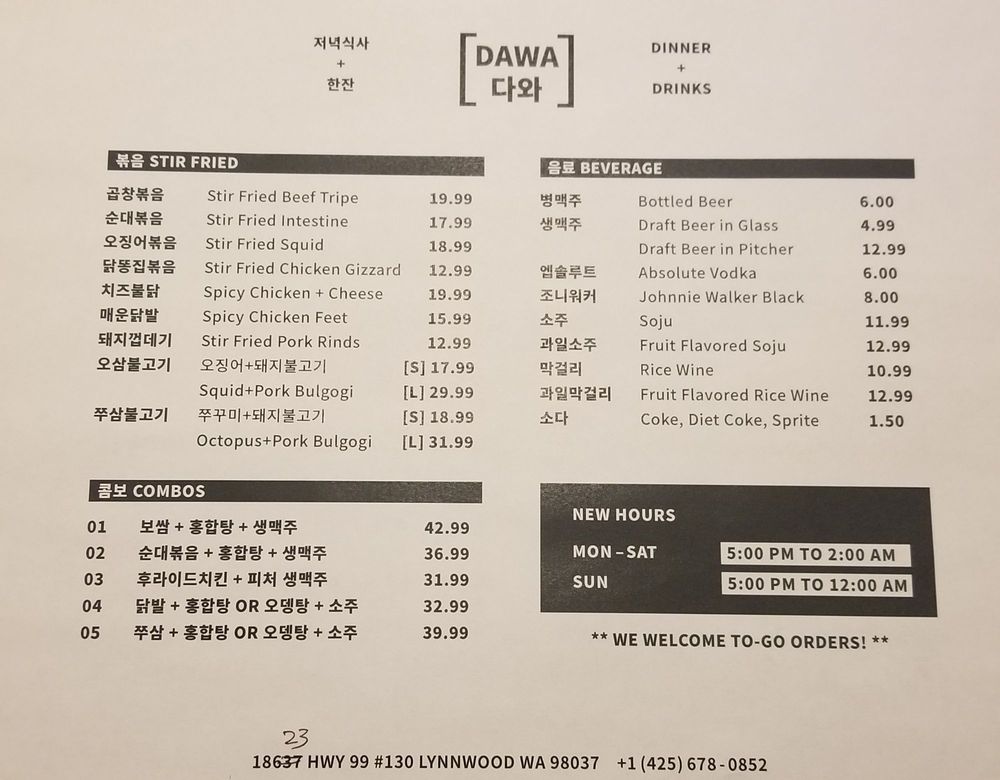 저녁식사
+
한잔
DAWA
다와
DINNER
+
DRINKS
볶음 STIR FRIED
곱창볶음 Stir Fried Beef Tripe 19.99
순대볶음 Stir Fried Intestine 17.99
오징어볶음 Stir Fried Squid 18.99
닭똥집볶음 Stir Fried Chicken Gizzard 12.99
치즈불닭 Spicy Chicken + Cheese 19.99
매운닭발 Spicy Chicken Feet 15.99
돼지껍데기 Stir Fried Pork Rinds 12.99
오삼불고기 오징어+돼지불고기 [S] 17.99
Squid+Pork Bulgogi [L] 29.99
쭈삼불고기 쭈꾸미+돼지불고기 [S] 18.99
Octopus+Pork Bulgogi [L] 31.99
콤보 COMBOS
01 보쌈 + 홍합탕 + 생맥주 42.99
02 순대볶음 + 홍합탕 + 생맥주 36.99
03 후라이드치킨 + 피처 생맥주 31.99
04 닭발 + 홍합탕 OR 오뎅탕 + 소주 32.99
05 쭈삼 + 홍합탕 OR 오뎅탕 + 소주 39.99
음료 BEVERAGE
병맥주 Bottled Beer 6.00
생맥주 Draft Beer in Glass 4.99
Draft Beer in Pitcher 12.99
엡솔루트 Absolute Vodka 6.00
조니워커 Johnnie Walker Black 8.00
소주 Soju 11.99
과일소주 Fruit Flavored Soju 12.99
막걸리 Rice Wine 10.99
과일막걸리 Fruit Flavored Rice Wine 12.99
소다 Coke, Diet Coke, Sprite 1.50
NEW HOURS
MON – SAT 5:00 PM TO 2:00 AM
SUN 5:00 PM TO 12:00 AM
** WE WELCOME TO-GO ORDERS! **
23
18637 HWY 99 #130 LYNNWOOD WA 98037 +1 (425) 678-0852